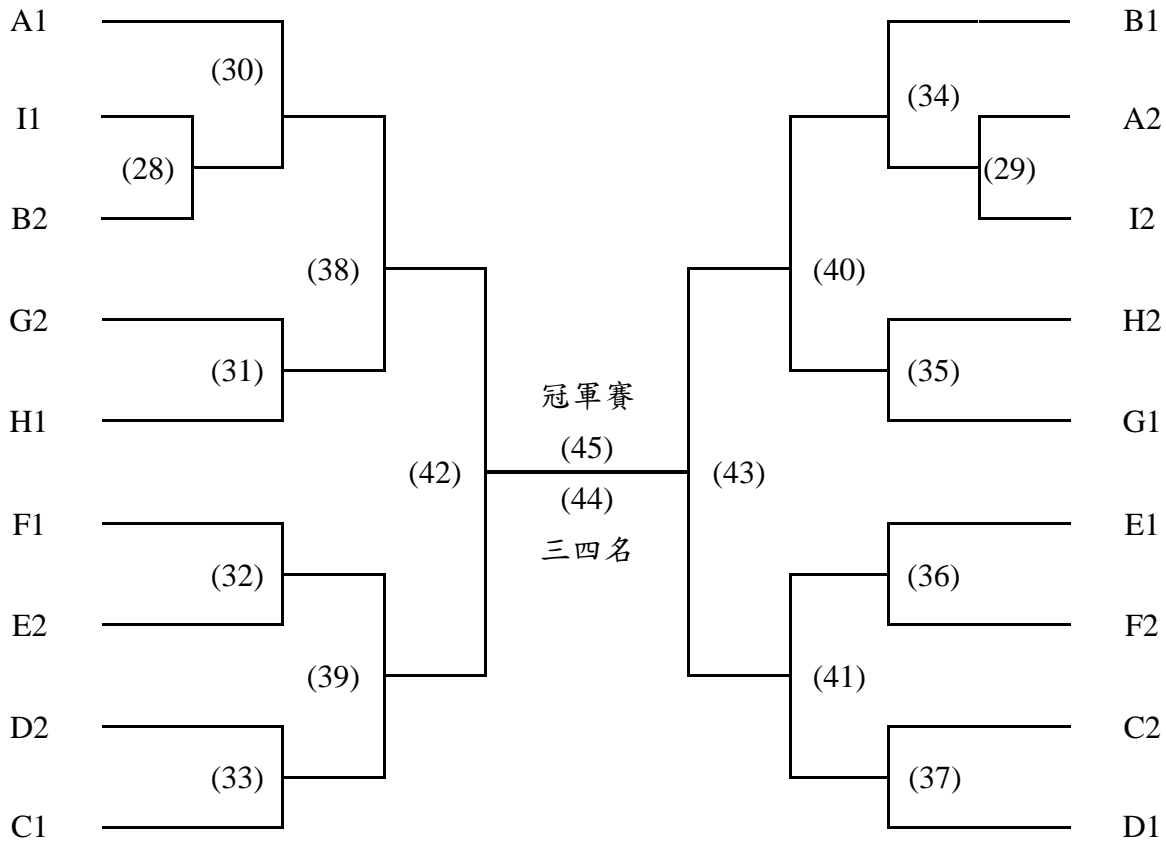 A1
B1
(30)
(34)
I1
A2
(28)
(29)
B2
I2
(38)
(40)
G2
H2
(31)
(35)
冠軍賽
H1
G1
(45)
(42)
(43)
(44)
F1
E1
三四名
(32)
(36)
E2
F2
(39)
(41)
D2
C2
(33)
(37)
C1
D1